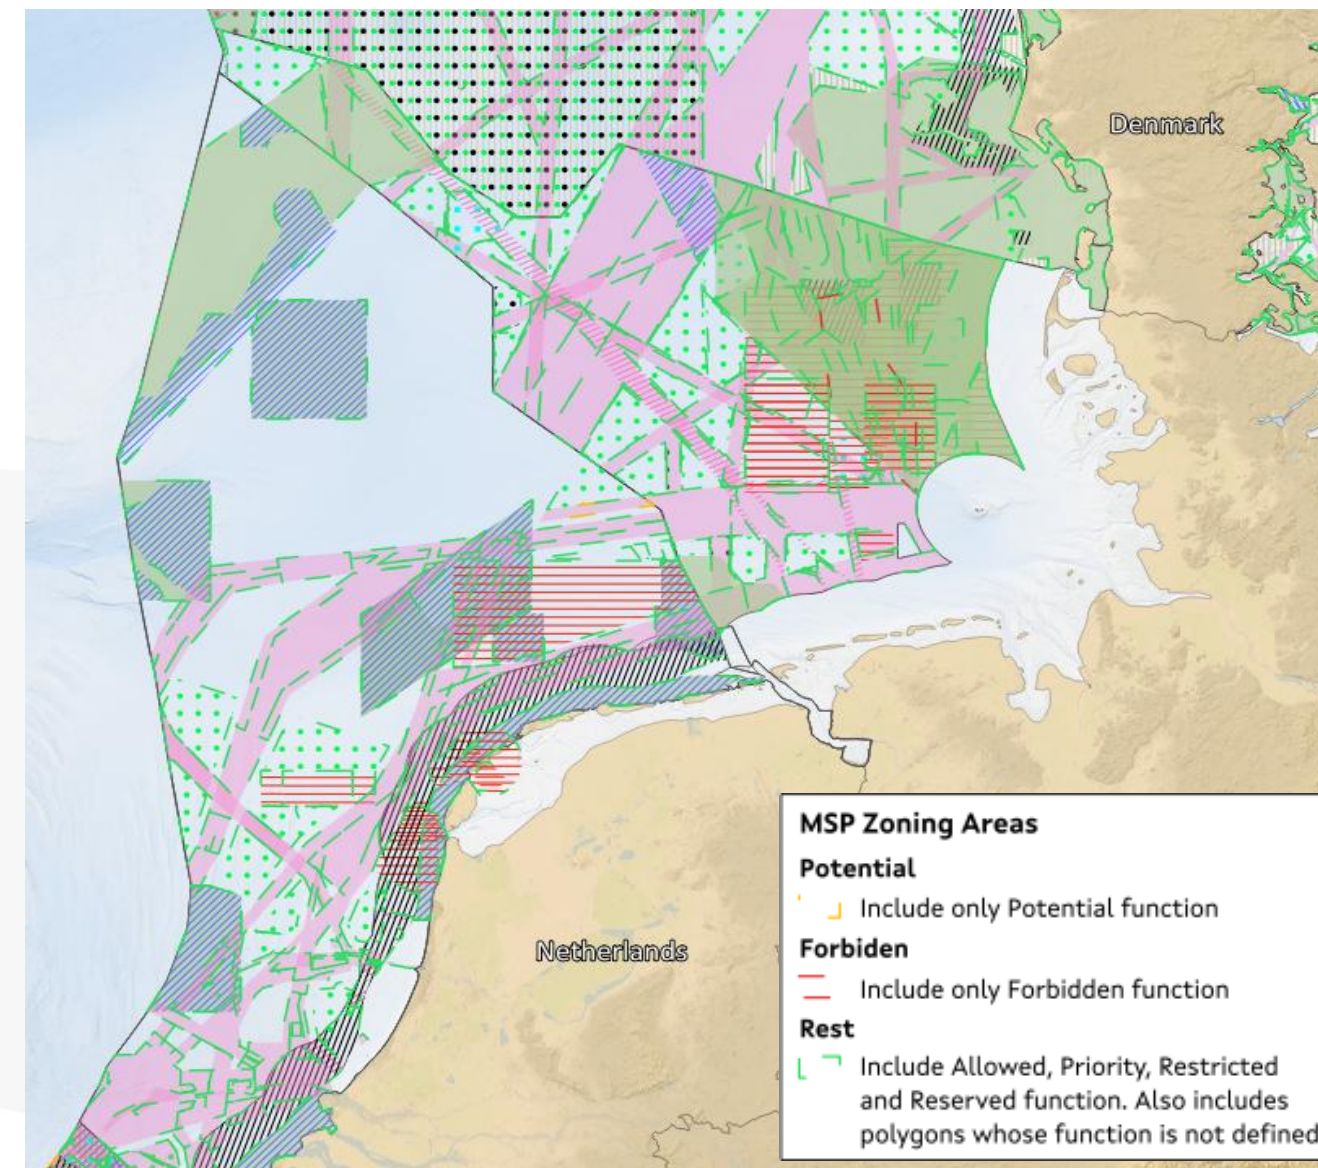 Denmark
Netherlands
MSP Zoning Areas
Potential
Include only Potential function
Forbiden
Include only Forbidden function
Rest
Include Allowed, Priority, Restricted
and Reserved function. Also includes
polygons whose function is not defined